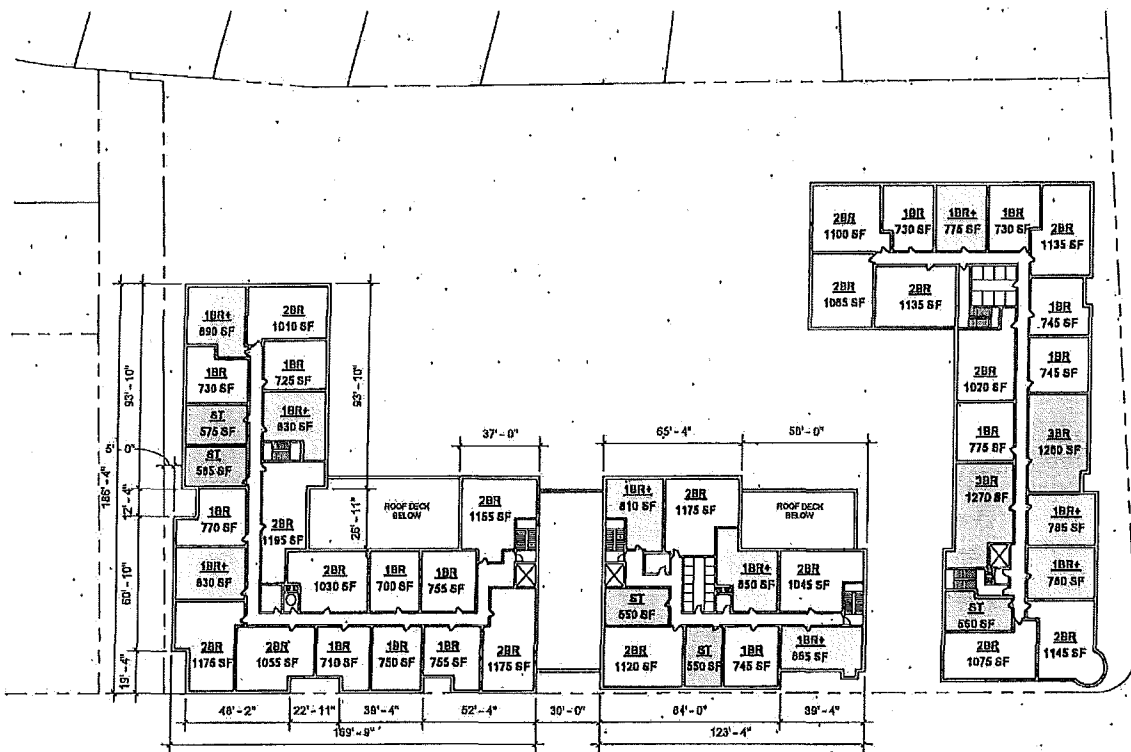 2BR
1100 SF
1BR
730 SF
1BR+
775 SF
1BR
730 SF
2BR
1135 SF
2BR
1085 SF
2BR
1135 SF
1BR
745 SF
1BR
745 SF
2BR
1020 SF
1BR
775 SF
3BR
1260 SF
3BR
1270 SF
1BR+
785 SF
1BR+
760 SF
ST
560 SF
2BR
1075 SF
2BR
1145 SF
1BR+
890 SF
2BR
1010 SF
1BR
730 SF
1BR
725 SF
1BR+
830 SF
ST
575 SF
ST
585 SF
1BR
770 SF
2BR
1195 SF
1BR+
830 SF
2BR
1030 SF
1BR
700 SF
1BR
755 SF
ROOF DECK
BELOW
2BR
1155 SF
2BR
1175 SF
2BR
1055 SF
1BR
710 SF
1BR
750 SF
1BR
755 SF
2BR
1175 SF
1BR+
810 SF
2BR
1175 SF
ROOF DECK
BELOW
1BR+
850 SF
2BR
1045 SF
ST
550 SF
2BR
1120 SF
ST
550 SF
1BR
745 SF
1BR+
865 SF
93'-10"
5'-0"
186'-4"
12'-4"
60'-10"
19'-4"
93'-10"
37'-0"
65'-4"
58'-0"
48'-2"
22'-11"
39'-4"
52'-4"
30'-0"
84'-0"
39'-4"
169'-9"
123'-4"